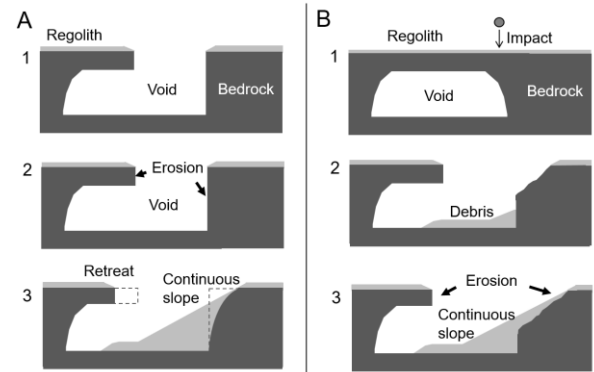 A
Regolith
1
Void
Bedrock
2
Erosion
Void
Retreat
Continuous
slope
3
B
Impact
Regolith
1
Void
Bedrock
2
Debris
Erosion
3
Continuous
slope